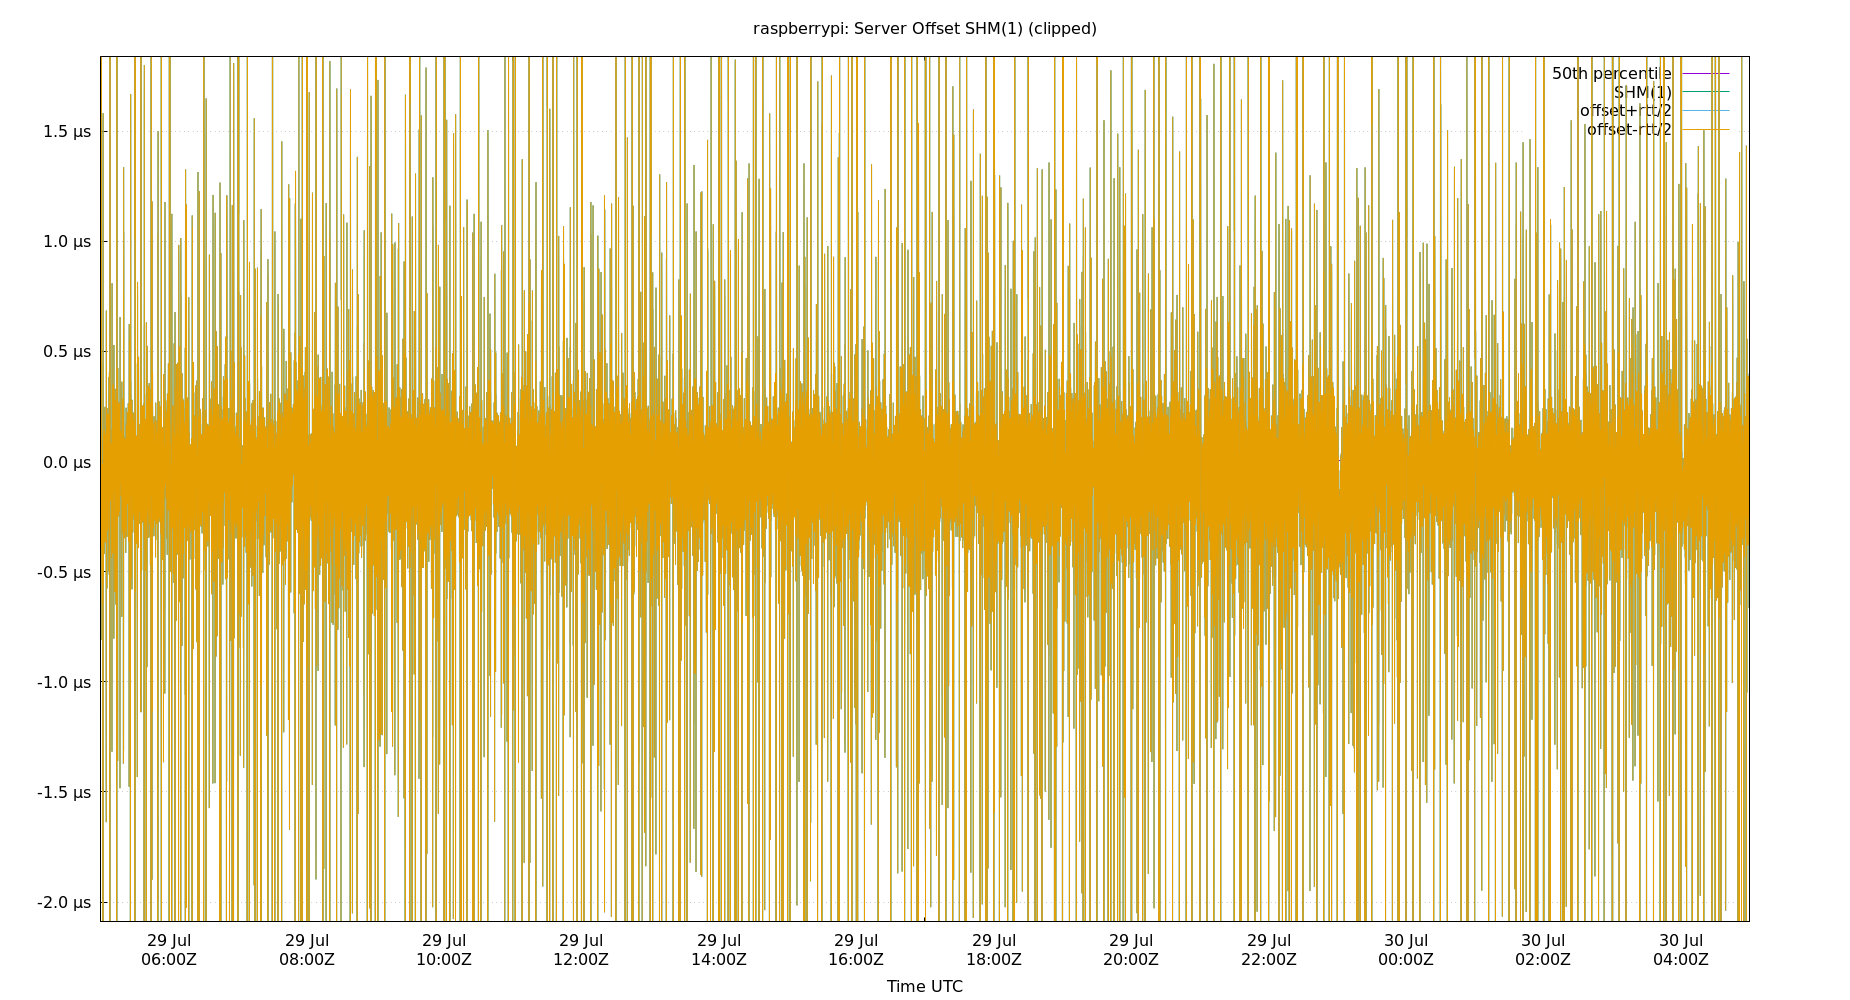 raspberrypi: Server Offset SHM(1) (clipped)
50th percentile
SHM(1)
offset+rtt/2
offset-rtt/2
1.5 µs
1.0 µs
0.5 µs
0.0 µs
-0.5 µs
-1.0 µs
-1.5 µs
-2.0 µs
29 Jul 29 Jul 29 Jul 29 Jul 29 Jul 29 Jul 29 Jul 29 Jul 29 Jul 30 Jul 30 Jul 30 Jul
06:00Z 08:00Z 10:00Z 12:00Z 14:00Z 16:00Z 18:00Z 20:00Z 22:00Z 00:00Z 02:00Z 04:00Z
Time UTC